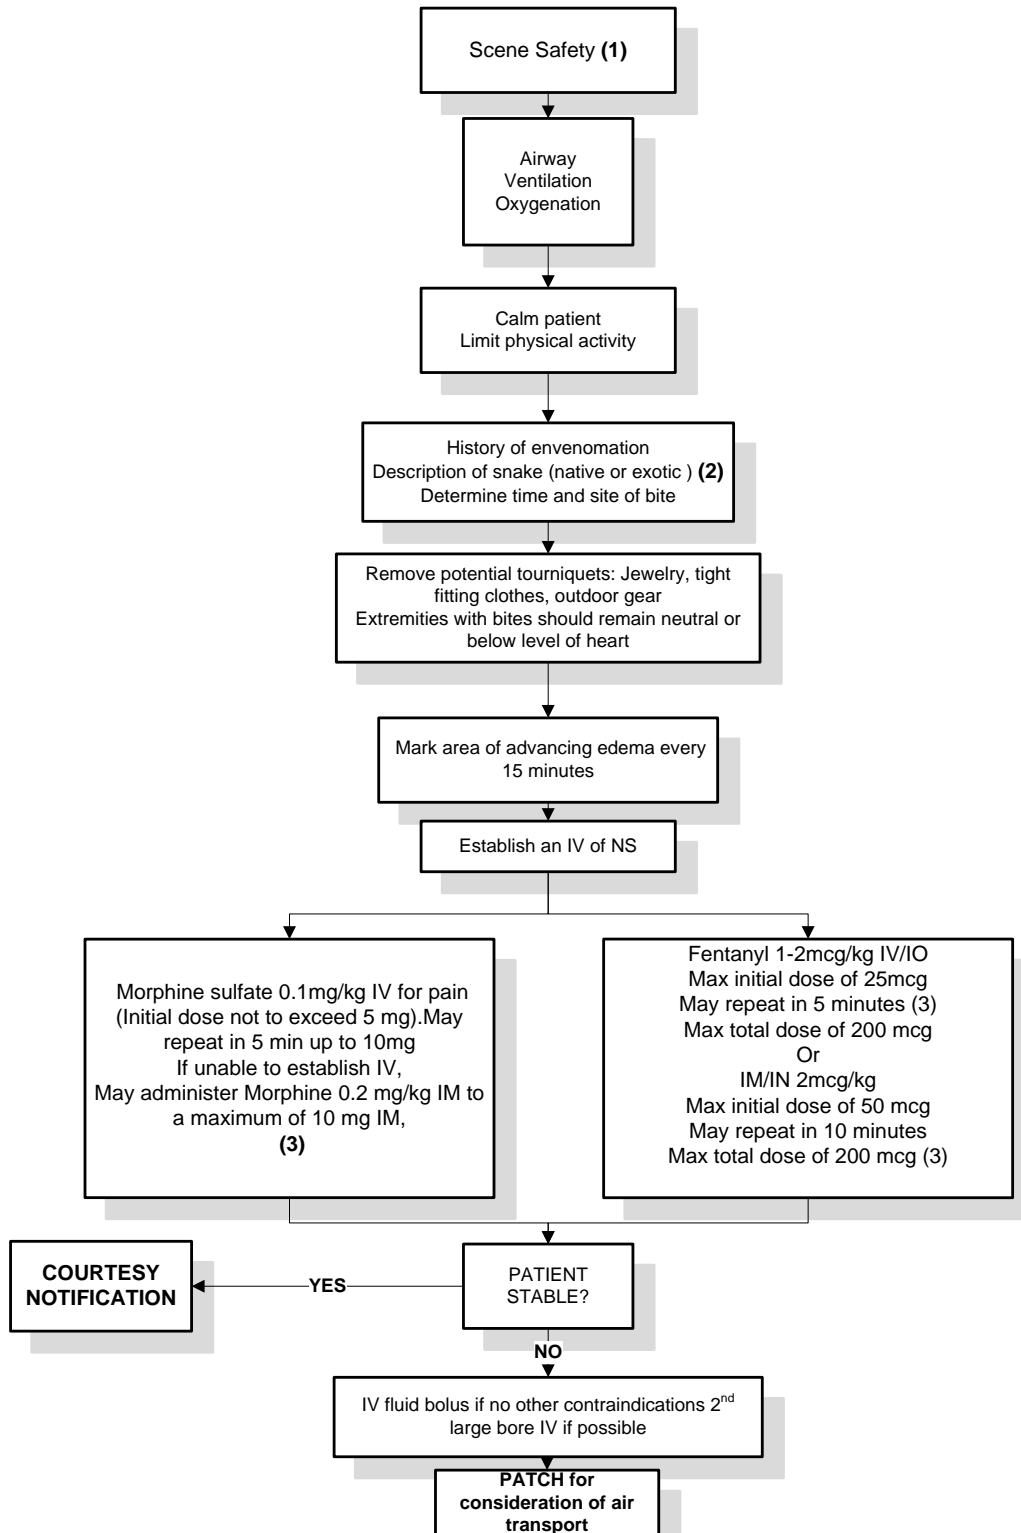 Scene Safety (1)
Airway
Ventilation
Oxygenation
Calm patient
Limit physical activity
History of envenomation
Description of snake (native or exotic ) (2)
Determine time and site of bite
Remove potential tourniquets: Jewelry, tight
fitting clothes, outdoor gear
Extremities with bites should remain neutral or
below level of heart
Mark area of advancing edema every
15 minutes
Establish an IV of NS
Morphine sulfate 0.1mg/kg IV for pain
(Initial dose not to exceed 5 mg).May
repeat in 5 min up to 10mg
If unable to establish IV,
May administer Morphine 0.2 mg/kg IM to
a maximum of 10 mg IM,
(3)
Fentanyl 1-2mcg/kg IV/IO
Max initial dose of 25mcg
May repeat in 5 minutes (3)
Max total dose of 200 mcg
Or
IM/IN 2mcg/kg
Max initial dose of 50 mcg
May repeat in 10 minutes
Max total dose of 200 mcg (3)
PATIENT
STABLE?
YES
COURTESY
NOTIFICATION
NO
IV fluid bolus if no other contraindications 2nd
large bore IV if possible
PATCH for
consideration of air
transport